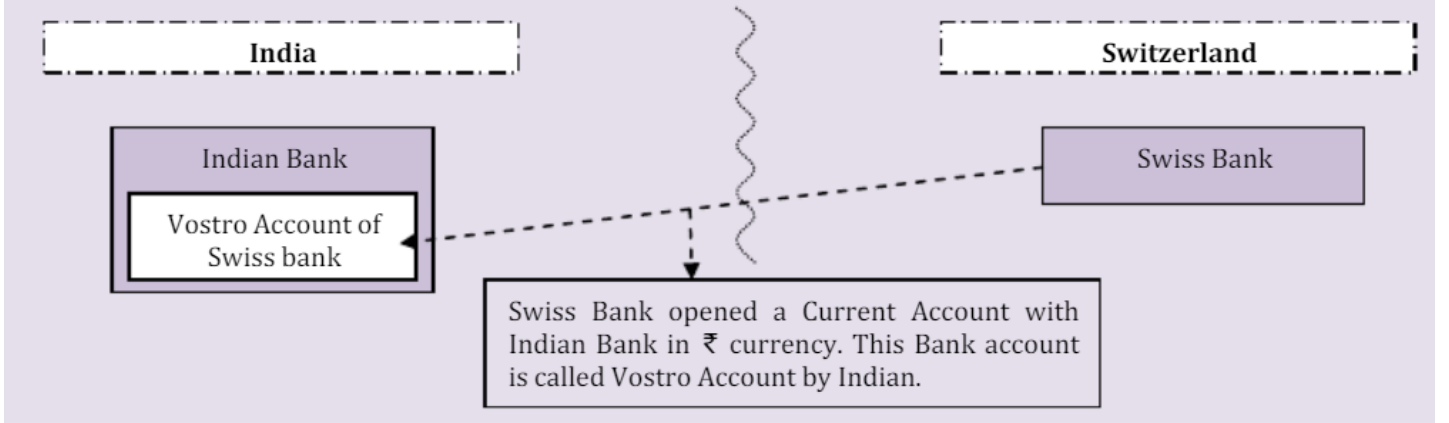 India
Switzerland
Indian Bank
Swiss Bank
Vostro Account of
Swiss bank
Swiss Bank opened a Current Account with
Indian Bank in ₹ currency. This Bank account
is called Vostro Account by Indian.